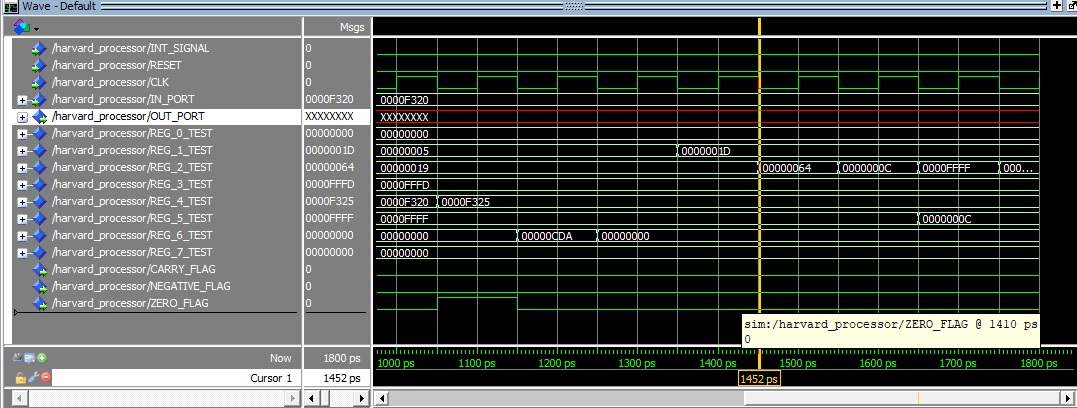 Wave - Default
Msgs
/harvard_processor/INT_SIGNAL 0
/harvard_processor/RESET 0
/harvard_processor/CLK 0
/harvard_processor/IN_PORT 0000F320 0000F320
/harvard_processor/OUT_PORT XXXXXXXX XXXXXXXX
/harvard_processor/REG_0_TEST 00000000 00000000
/harvard_processor/REG_1_TEST 0000001D 00000005 0000001D
/harvard_processor/REG_2_TEST 00000064 00000019 00000064 0000000C 0000FFFF 000...
/harvard_processor/REG_3_TEST 0000FFFD 0000FFFD
/harvard_processor/REG_4_TEST 0000F325 0000F320 0000F325
/harvard_processor/REG_5_TEST 0000FFFF 0000FFFF 0000000C
/harvard_processor/REG_6_TEST 00000000 00000000 00000CDA 00000000
/harvard_processor/REG_7_TEST 00000000 00000000
/harvard_processor/CARRY_FLAG 0
/harvard_processor/NEGATIVE_FLAG 0
/harvard_processor/ZERO_FLAG 0
sim:/harvard_processor/ZERO_FLAG @ 1410 ps
0
Now 1800 ps 1000 ps 1100 ps 1200 ps 1300 ps 1400 ps 1500 ps 1600 ps 1700 ps 1800 ps
Cursor 1 1452 ps 1452 ps